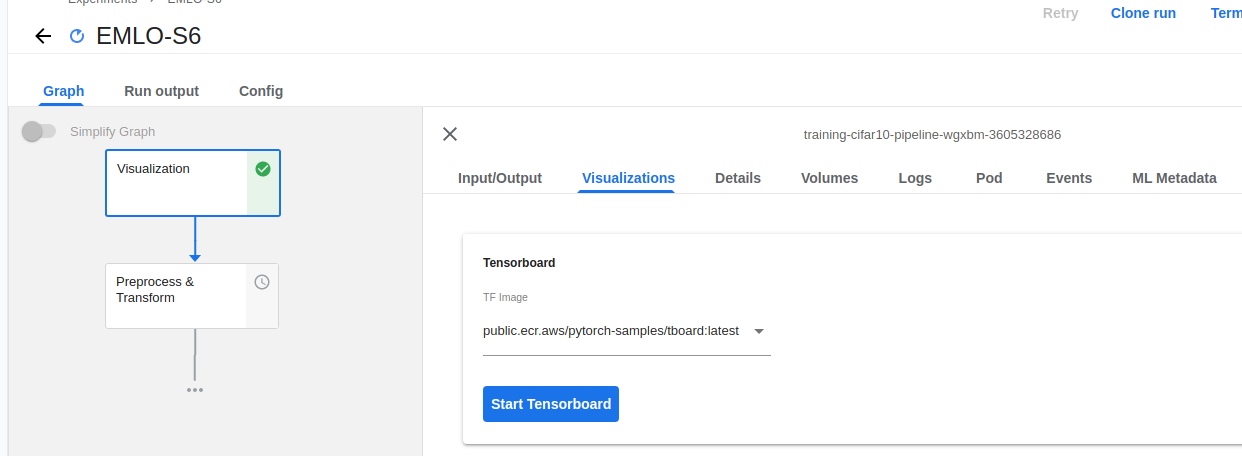 Experiments > EMLO-S6
Retry Clone run Term
EMLO-S6
Graph Run output Config
Simplify Graph
Visualization
Preprocess &
Transform
training-cifar10-pipeline-wgxbm-3605328686
Input/Output Visualizations Details Volumes Logs Pod Events ML Metadata
Tensorboard
TF Image
public.ecr.aws/pytorch-samples/tboard:latest
Start Tensorboard